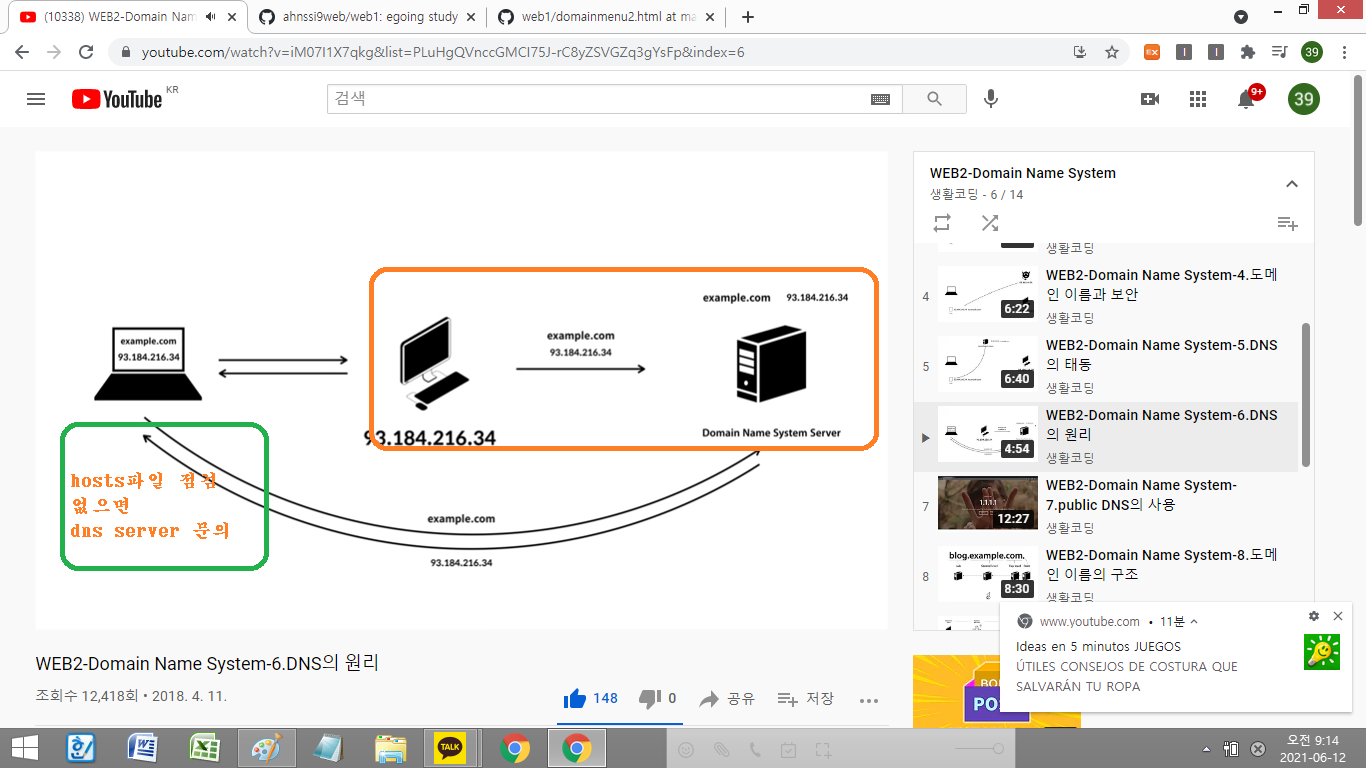 (10338) WEB2-Domain Nam
ahnssi9web/web1: egoing study
web1/domainmenu2.html at ma
youtube.com/watch?v=iM07I1X7qkg&list=PLuHgQVnccGMCI75J-rC8yZSVGZq3gYsFp&index=6
39
YouTube KR
검색
9+
39
example.com 93.184.216.34
example.com
93.184.216.34
example.com
93.184.216.34
93.184.216.34
Domain Name System Server
hosts파일 점검
없으면
dns server 문의
example.com
93.184.216.34
WEB2-Domain Name System-6.DNS의 원리
조회수 12,418회 • 2018. 4. 11.
148
0
공유
저장
WEB2-Domain Name System
생활코딩 - 6 / 14
생활코딩
4
6:22
WEB2-Domain Name System-4.도메
인 이름과 보안
생활코딩
5
6:40
WEB2-Domain Name System-5.DNS
의 태동
생활코딩
4:54
WEB2-Domain Name System-6.DNS
의 원리
생활코딩
7
1.1.1.1
12:27
WEB2-Domain Name System-
7.public DNS의 사용
생활코딩
8
blog.example.com.
8:30
WEB2-Domain Name System-8.도메
인 이름의 구조
생활코딩
www.youtube.com • 11분
Ideas en 5 minutos JUEGOS
ÚTILES CONSEJOS DE COSTURA QUE
SALVARÁN TU ROPA
TALK
오전 9:14
2021-06-12